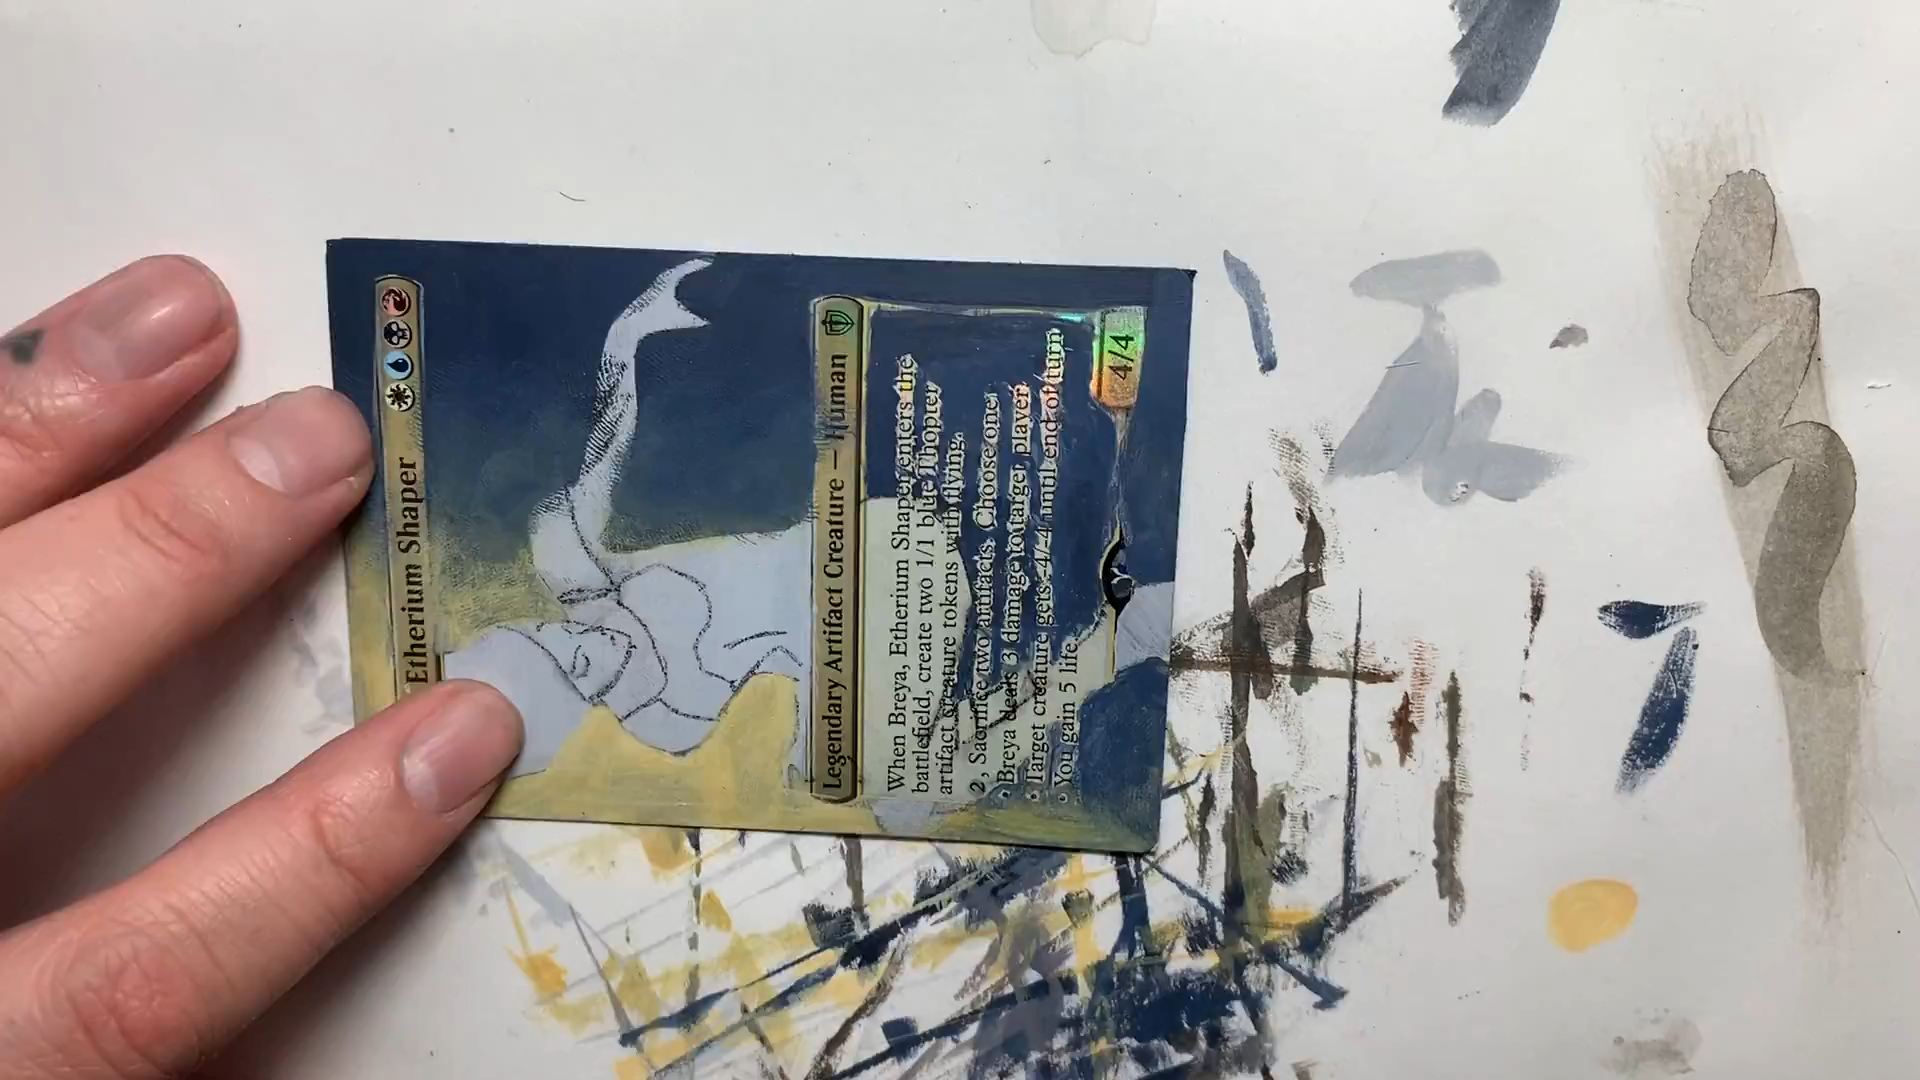 Etherium Shaper
Legendary Artifact Creature — Human
When Breya, Etherium Shaper enters the
battlefield, create two 1/1 blue Thopter
artifact creature tokens with flying.
2, Sacrifice two artifacts: Choose one:
• Breya deals 3 damage to target player.
• Target creature gets -4/-4 until end of turn
• You gain 5 life.
4/4